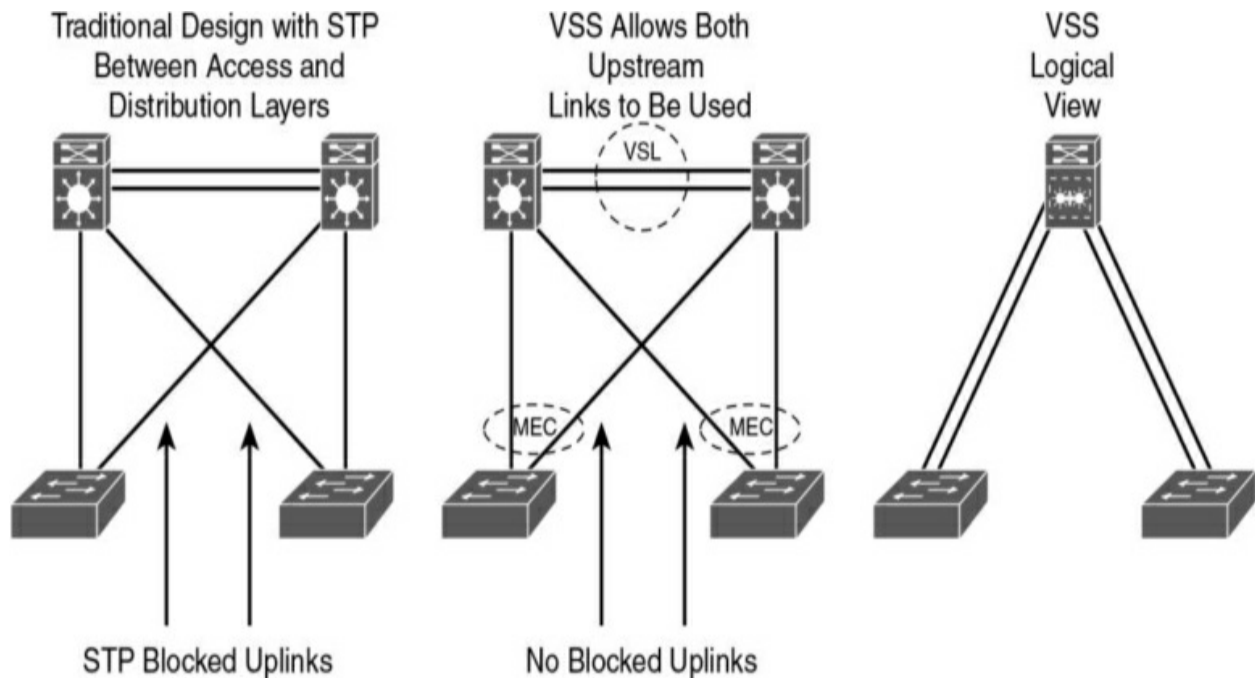 Traditional Design with STP
Between Access and
Distribution Layers
VSS Allows Both
Upstream
Links to Be Used
VSS
Logical
View
VSL
MEC
MEC
STP Blocked Uplinks
No Blocked Uplinks